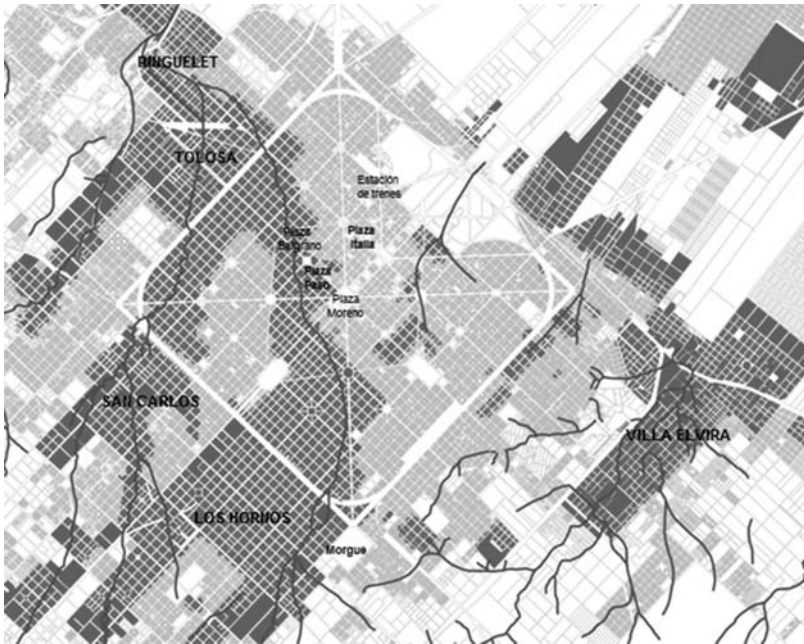 RINGUELET
TOLOSA
Estación
de trenes
Plaza
Belgrano
Plaza
Italia
Plaza
Paso
Plaza
Moreno
SAN CARLOS
VILLA ELVIRA
LOS HORNOS
Morgue